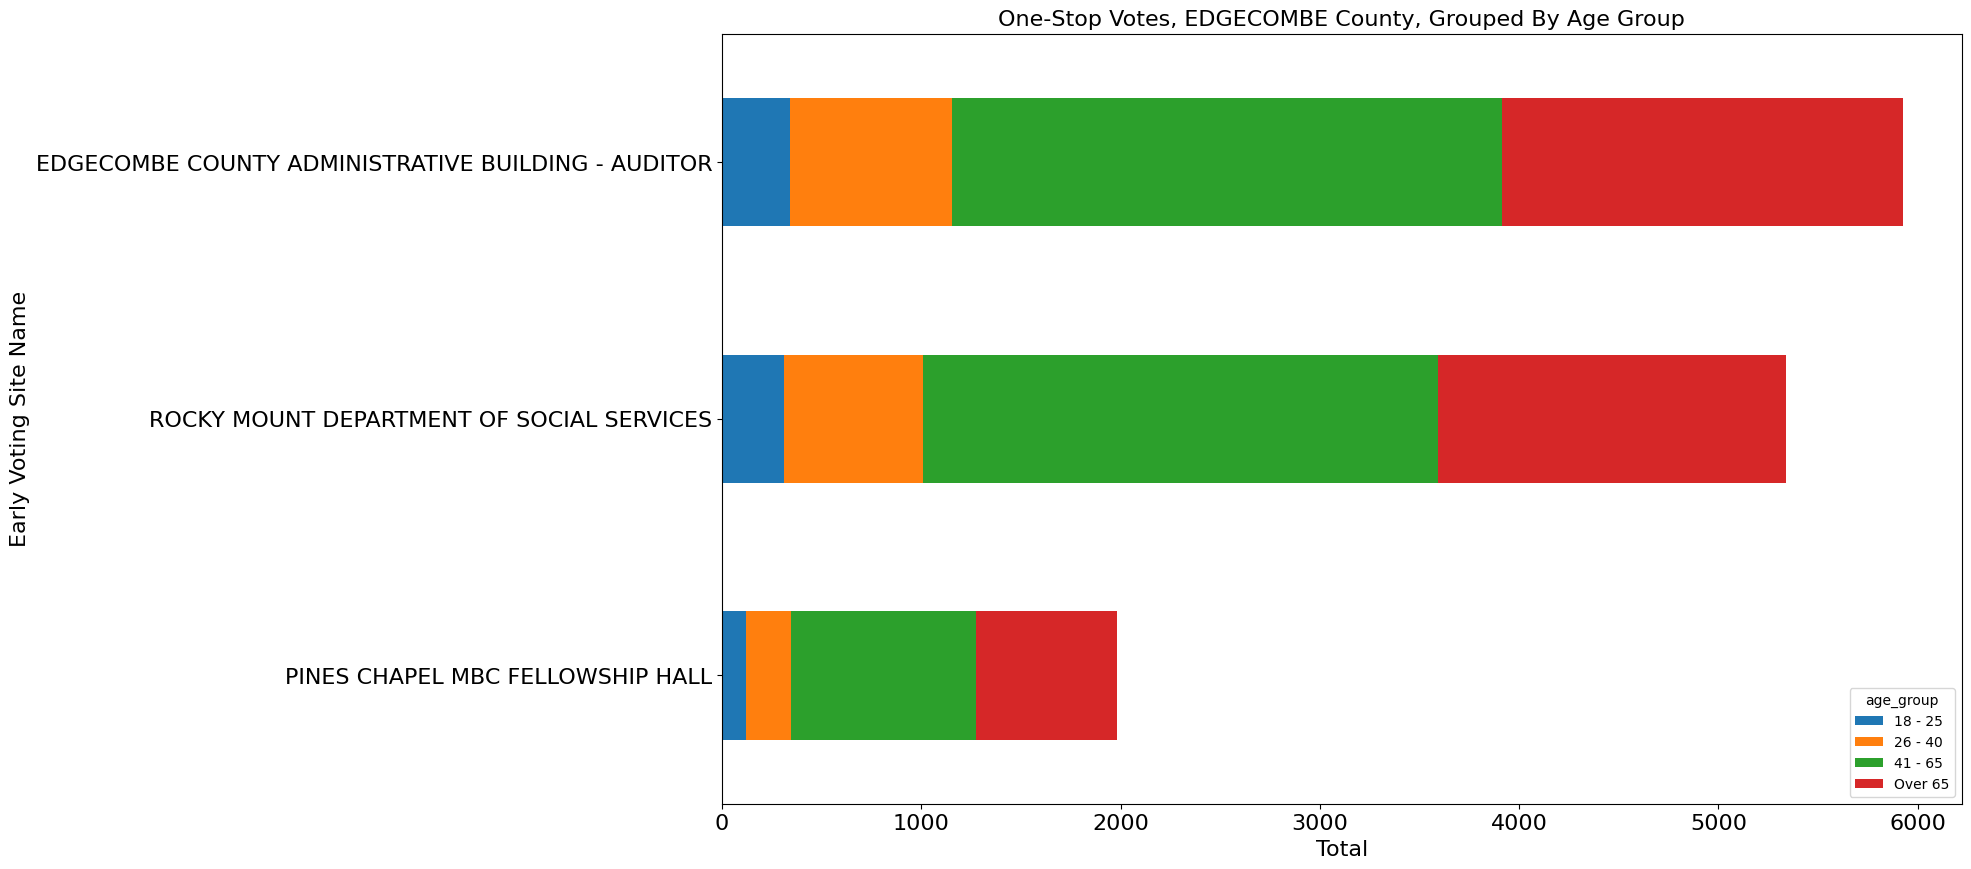 One-Stop Votes, EDGECOMBE County, Grouped By Age Group
Early Voting Site Name
EDGECOMBE COUNTY ADMINISTRATIVE BUILDING - AUDITOR
ROCKY MOUNT DEPARTMENT OF SOCIAL SERVICES
PINES CHAPEL MBC FELLOWSHIP HALL
age_group
18 - 25
26 - 40
41 - 65
Over 65
0 1000 2000 3000 4000 5000 6000
Total